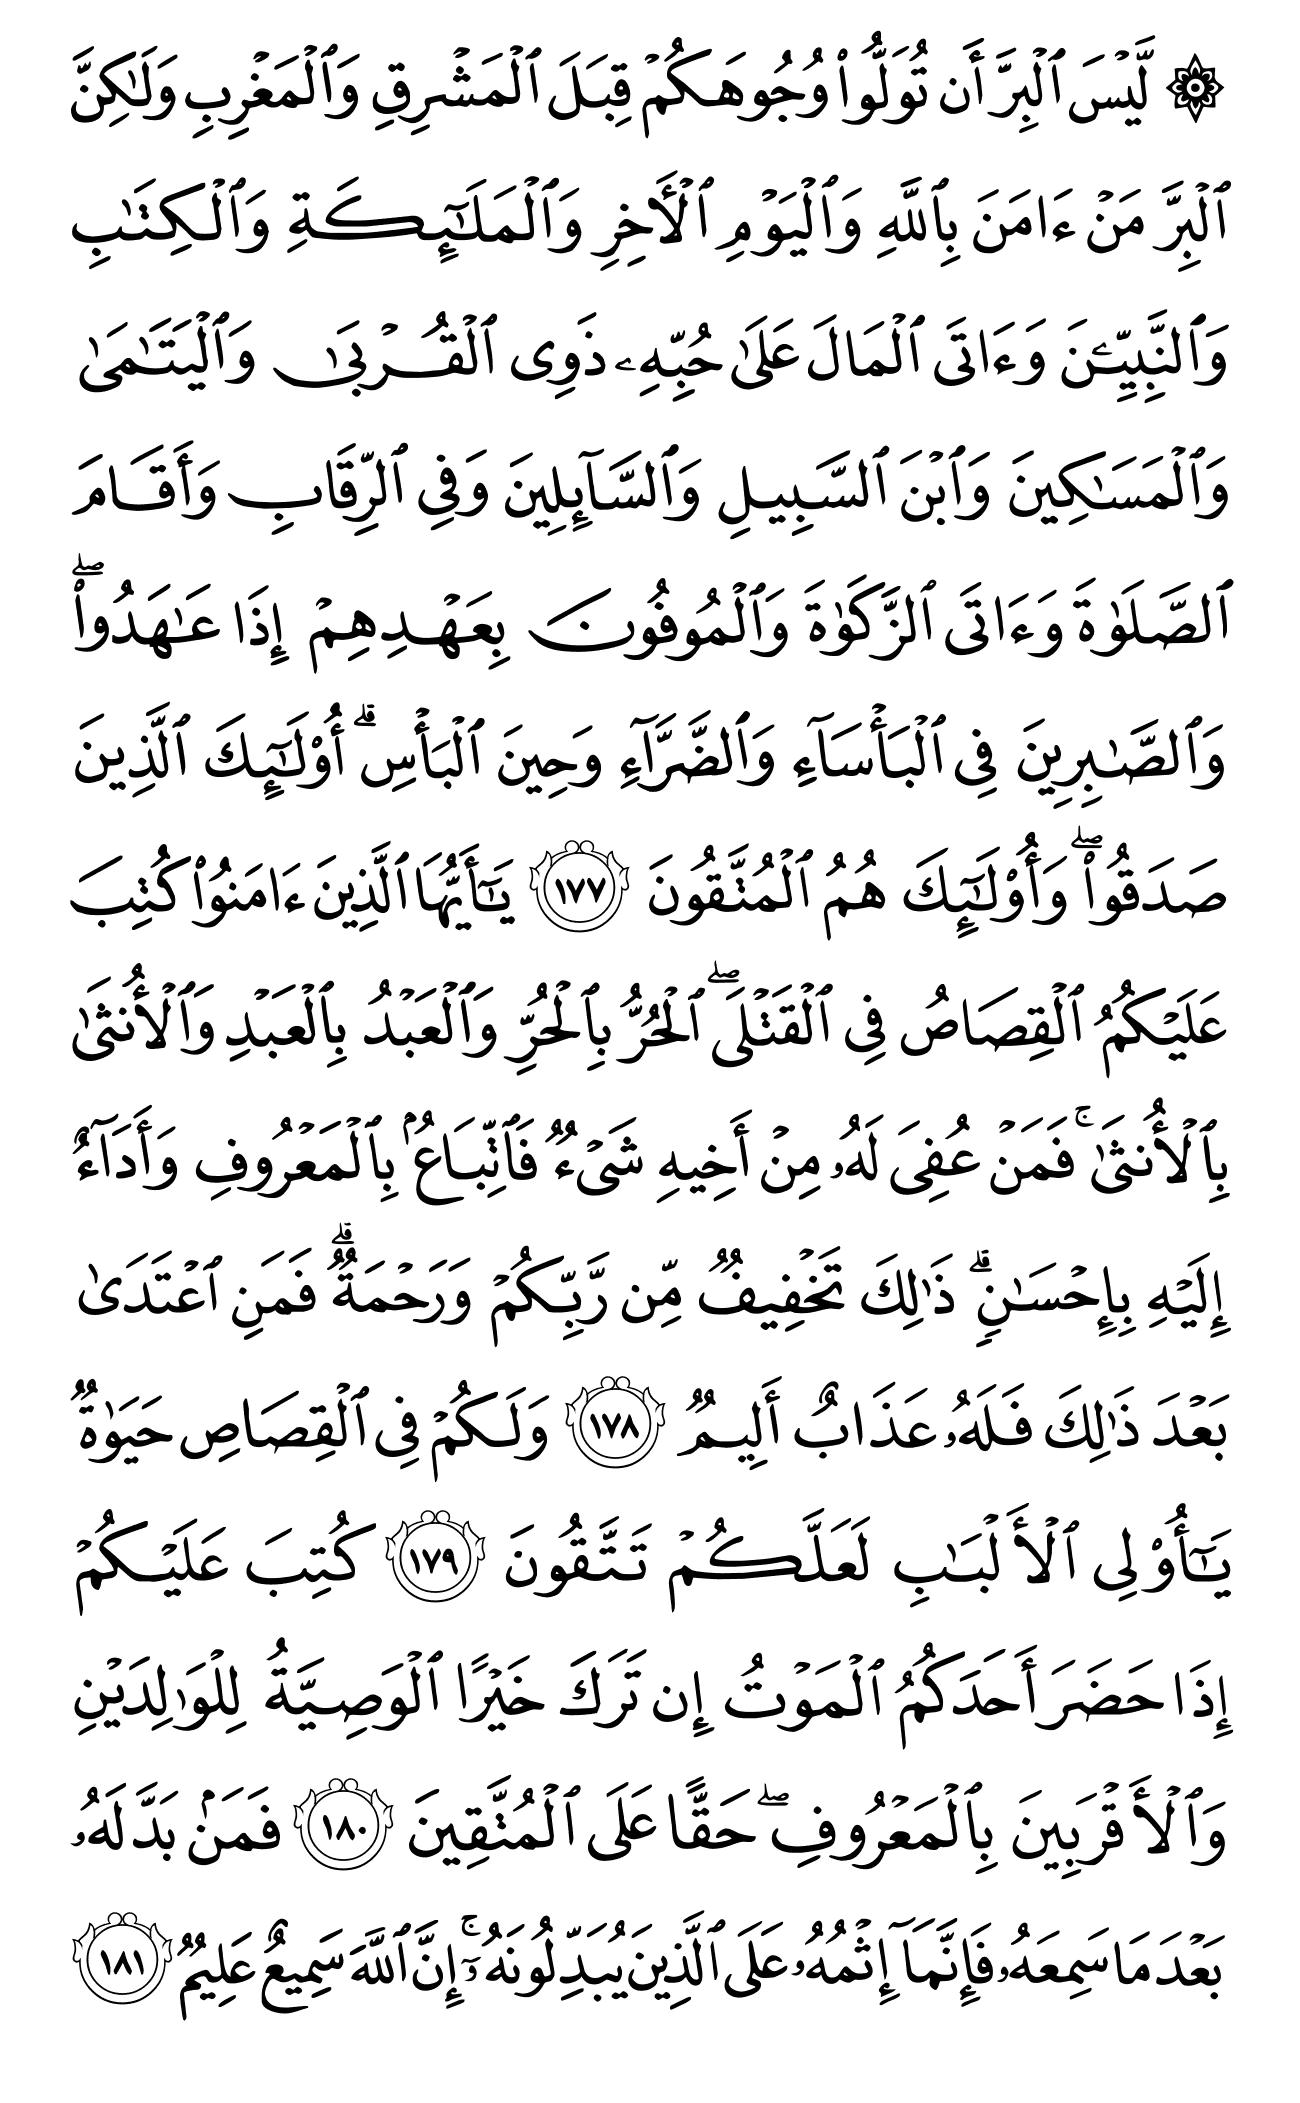 ۞ لَّيۡسَ ٱلۡبِرَّ أَن تُوَلُّواْ وُجُوهَكُمۡ قِبَلَ ٱلۡمَشۡرِقِ وَٱلۡمَغۡرِبِ وَلَٰكِنَّ
ٱلۡبِرَّ مَنۡ ءَامَنَ بِٱللَّهِ وَٱلۡيَوۡمِ ٱلۡأٓخِرِ وَٱلۡمَلَٰٓئِكَةِ وَٱلۡكِتَٰبِ
وَٱلنَّبِيِّـۧنَ وَءَاتَى ٱلۡمَالَ عَلَىٰ حُبِّهِۦ ذَوِى ٱلۡقُرۡبَىٰ وَٱلۡيَتَٰمَىٰ
وَٱلۡمَسَٰكِينَ وَٱبۡنَ ٱلسَّبِيلِ وَٱلسَّآئِلِينَ وَفِى ٱلرِّقَابِ وَأَقَامَ
ٱلصَّلَوٰةَ وَءَاتَى ٱلزَّكَوٰةَ وَٱلۡمُوفُونَ بِعَهۡدِهِمۡ إِذَا عَٰهَدُواْۖ
وَٱلصَّٰبِرِينَ فِى ٱلۡبَأۡسَآءِ وَٱلضَّرَّآءِ وَحِينَ ٱلۡبَأۡسِۗ أُوْلَٰٓئِكَ ٱلَّذِينَ
صَدَقُواْۖ وَأُوْلَٰٓئِكَ هُمُ ٱلۡمُتَّقُونَ ١٧٧ يَٰٓأَيُّهَا ٱلَّذِينَ ءَامَنُواْ كُتِبَ
عَلَيۡكُمُ ٱلۡقِصَاصُ فِى ٱلۡقَتۡلَىۖ ٱلۡحُرُّ بِٱلۡحُرِّ وَٱلۡعَبۡدُ بِٱلۡعَبۡدِ وَٱلۡأُنثَىٰ
بِٱلۡأُنثَىٰۚ فَمَنۡ عُفِىَ لَهُۥ مِنۡ أَخِيهِ شَىۡءٞ فَٱتِّبَاعُۢ بِٱلۡمَعۡرُوفِ وَأَدَآءٌ
إِلَيۡهِ بِإِحۡسَٰنٖۗ ذَٰلِكَ تَخۡفِيفٞ مِّن رَّبِّكُمۡ وَرَحۡمَةٞۗ فَمَنِ ٱعۡتَدَىٰ
بَعۡدَ ذَٰلِكَ فَلَهُۥ عَذَابٌ أَلِيمٞ ١٧٨ وَلَكُمۡ فِى ٱلۡقِصَاصِ حَيَوٰةٞ
يَٰٓأُوْلِى ٱلۡأَلۡبَٰبِ لَعَلَّكُمۡ تَتَّقُونَ ١٧٩ كُتِبَ عَلَيۡكُمۡ
إِذَا حَضَرَ أَحَدَكُمُ ٱلۡمَوۡتُ إِن تَرَكَ خَيۡرًا ٱلۡوَصِيَّةُ لِلۡوَٰلِدَيۡنِ
وَٱلۡأَقۡرَبِينَ بِٱلۡمَعۡرُوفِۖ حَقًّا عَلَى ٱلۡمُتَّقِينَ ١٨٠ فَمَنۢ بَدَّلَهُۥ
بَعۡدَ مَا سَمِعَهُۥ فَإِنَّمَآ إِثۡمُهُۥ عَلَى ٱلَّذِينَ يُبَدِّلُونَهُۥٓۚ إِنَّ ٱللَّهَ سَمِيعٌ عَلِيمٞ ١٨١